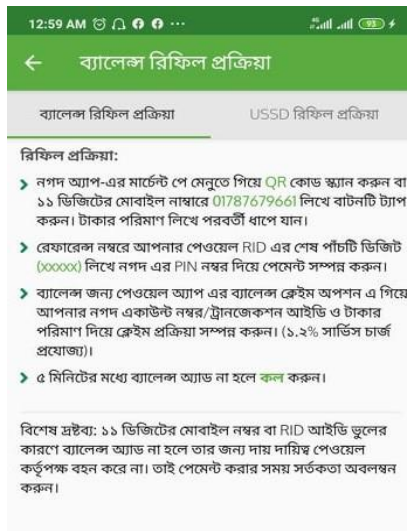 12:59 AM
4G 93
ব্যালেন্স রিফিল প্রক্রিয়া
ব্যালেন্স রিফিল প্রক্রিয়া USSD রিফিল প্রক্রিয়া
রিফিল প্রক্রিয়া:
নগদ অ্যাপ-এর মার্চেন্ট পে মেনুতে গিয়ে QR কোড স্ক্যান করুন বা
১১ ডিজিটের মোবাইল নাম্বারে 01787679661 লিখে বাটনটি ট্যাপ
করুন। টাকার পরিমাণ লিখে পরবর্তী ধাপে যান।
রেফারেন্স নম্বরে আপনার পেওয়েল RID এর শেষ পাঁচটি ডিজিট
(xxxxx) লিখে নগদ এর PIN নম্বর দিয়ে পেমেন্ট সম্পন্ন করুন।
ব্যালেন্স জন্য পেওয়েল অ্যাপ এর ব্যালেন্স ক্লেইম অপশন এ গিয়ে
আপনার নগদ একাউন্ট নম্বর/ট্রানজেকশন আইডি ও টাকার
পরিমাণ দিয়ে ক্লেইম প্রক্রিয়া সম্পন্ন করুন। (১.২% সার্ভিস চার্জ
প্রযোজ্য)।
৫ মিনিটের মধ্যে ব্যালেন্স অ্যাড না হলে কল করুন।
বিশেষ দ্রষ্টব্য: ১১ ডিজিটের মোবাইল নম্বর বা RID আইডি ভুলের
কারণে ব্যালেন্স অ্যাড না হলে তার জন্য দায় দায়িত্ব পেওয়েল
কর্তৃপক্ষ বহন করে না। তাই পেমেন্ট করার সময় সর্তকতা অবলম্বন
করুন।